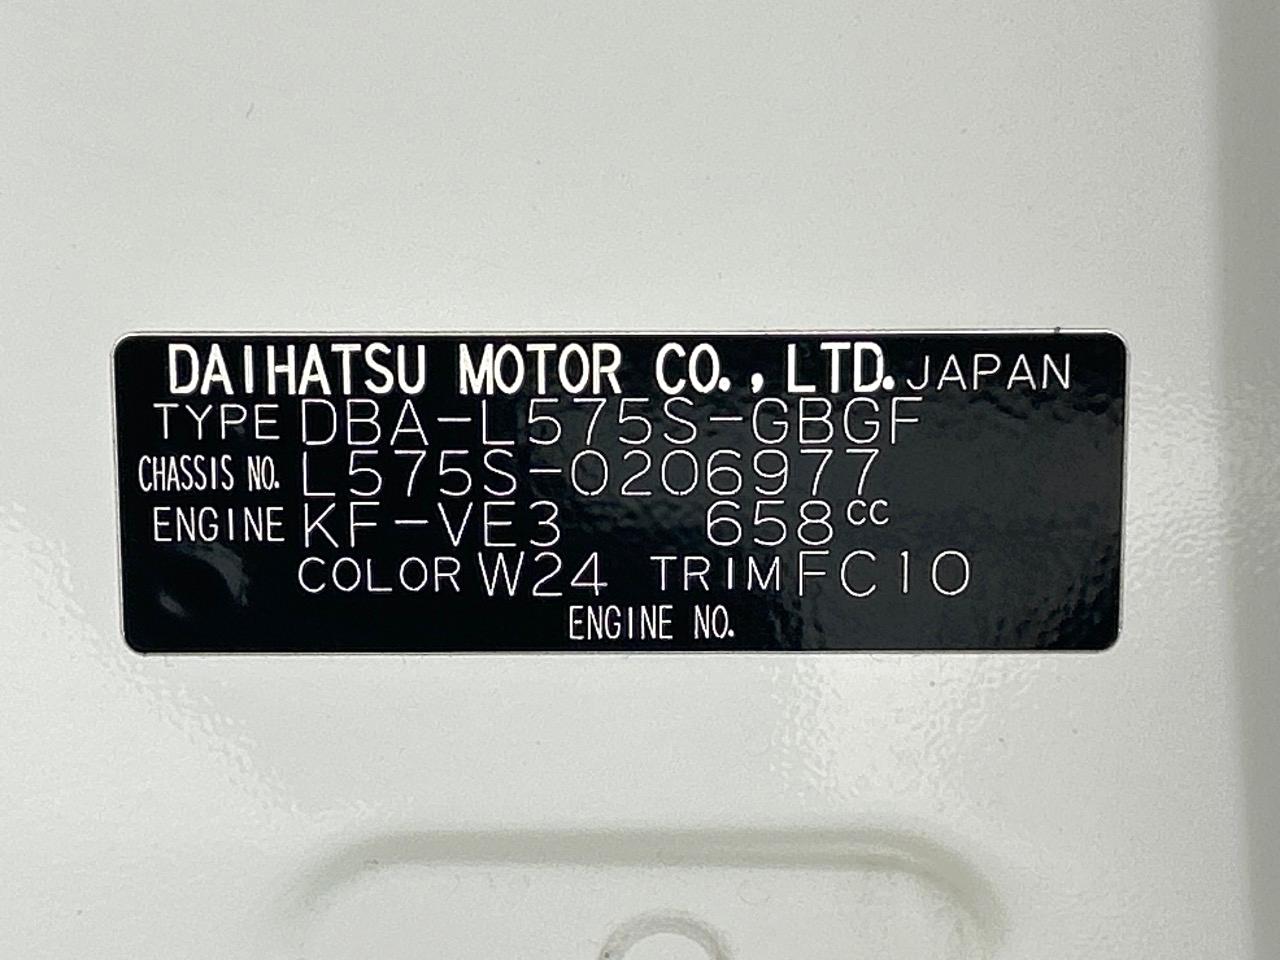 DAIHATSU MOTOR CO., LTD. JAPAN
TYPE DBA-L575S-GBGF
CHASSIS NO. L575S-0206977
ENGINE KF-VE3 658cc
COLOR W24 TRIM FC10
ENGINE NO.